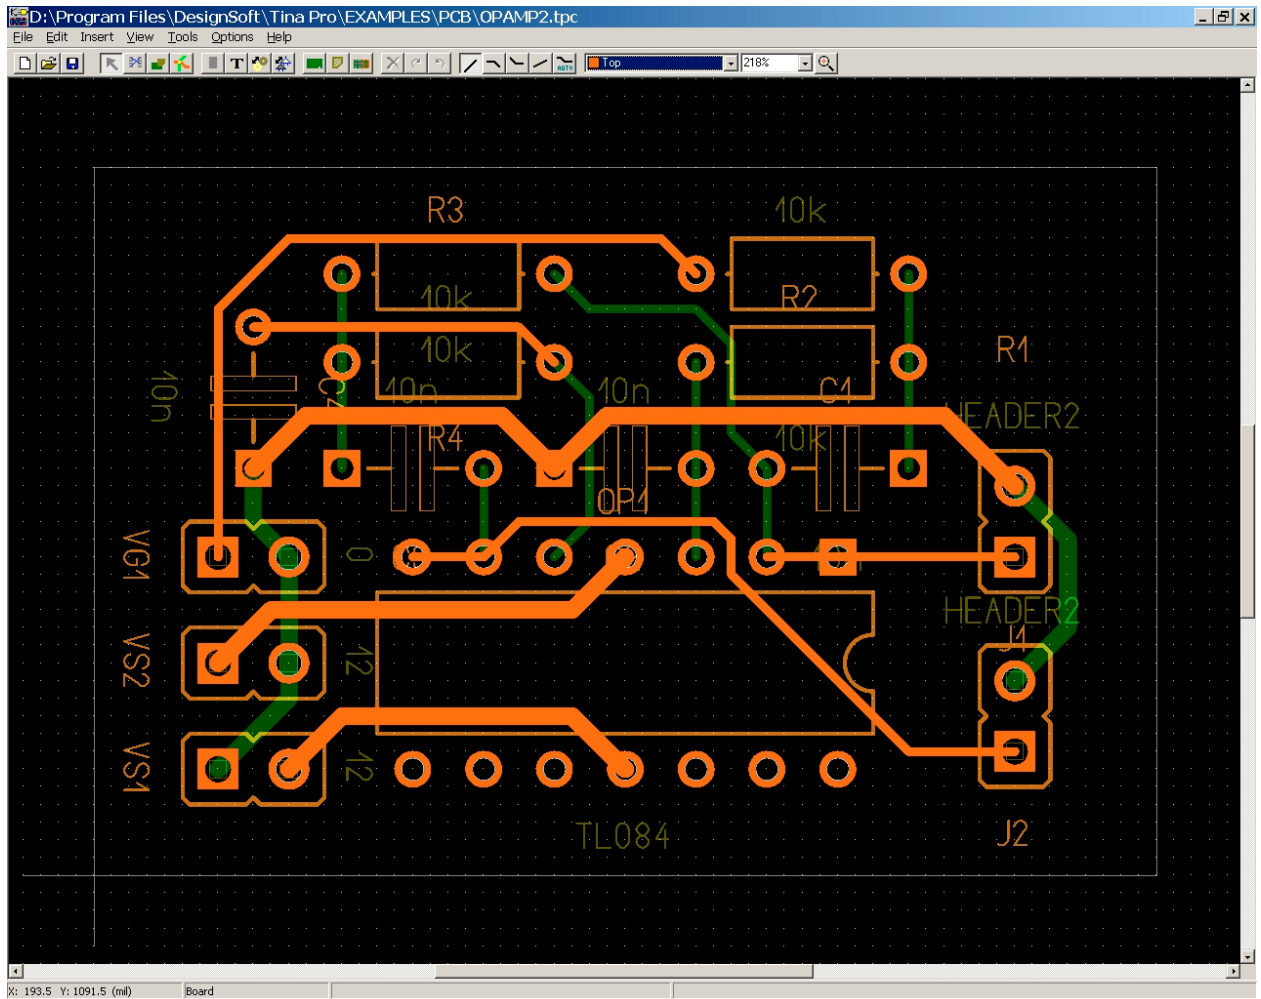 D:\Program Files\DesignSoft\Tina Pro\EXAMPLES\PCB\OPAMP2.tpc
File Edit Insert View Tools Options Help
T AUTO Top 218%
R3 10k
10k R2
10k R1
10n 10n 10n C1
HEADER2
R4 10k
OP1
VG1 0
HEADER2
J1
VS2 12
VS1 12
TL084 J2
X: 193.5 Y: 1091.5 (mil) Board